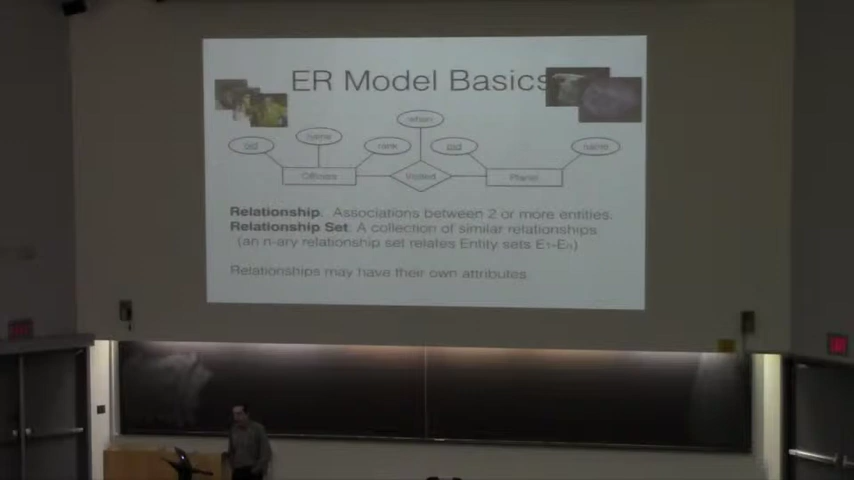 ER Model Basics
when
name
oid
rank
pid
name
Officers
Visited
Planet
Relationship. Associations between 2 or more entities.
Relationship Set. A collection of similar relationships
(an n-ary relationship set relates Entity sets E1-En)
Relationships may have their own attributes.